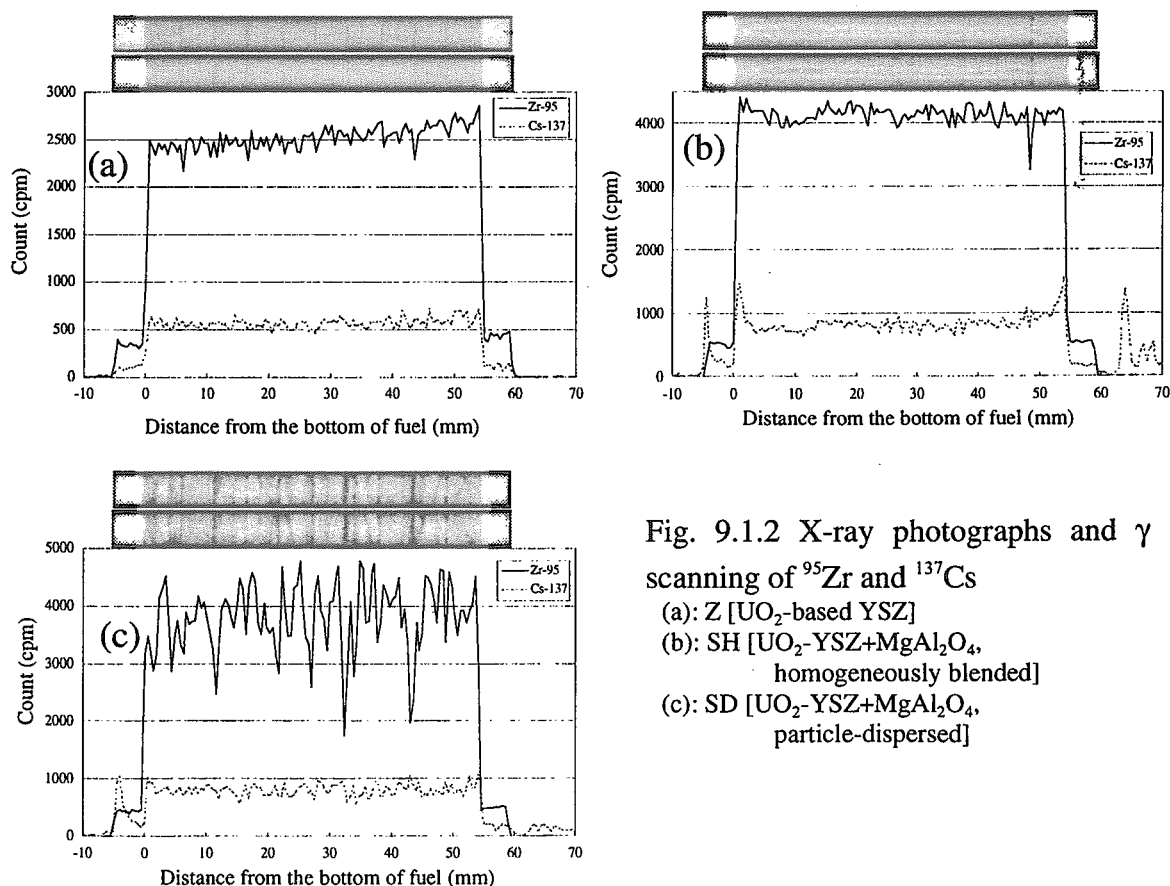 3000
2500
2000
1500
1000
500
0
Count (cpm)
(a)
Zr-95
Cs-137
-10 0 10 20 30 40 50 60 70
Distance from the bottom of fuel (mm)
4000
3000
2000
1000
0
Count (cpm)
(b)
Zr-95
Cs-137
-10 0 10 20 30 40 50 60 70
Distance from the bottom of fuel (mm)
5000
4000
3000
2000
1000
0
Count (cpm)
(c)
Zr-95
Cs-137
-10 0 10 20 30 40 50 60 70
Distance from the bottom of fuel (mm)
Fig. 9.1.2 X-ray photographs and γ
scanning of ⁹⁵Zr and ¹³⁷Cs
(a): Z [UO₂-based YSZ]
(b): SH [UO₂-YSZ+MgAl₂O₄,
homogeneously blended]
(c): SD [UO₂-YSZ+MgAl₂O₄,
particle-dispersed]